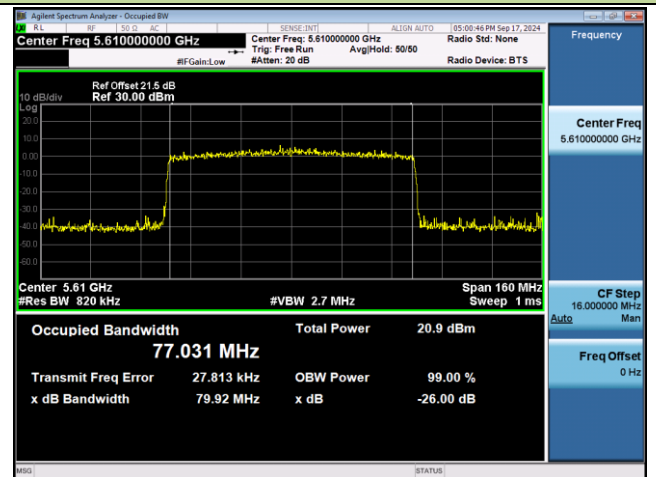 Agilent Spectrum Analyzer - Occupied BW
RL RF 50 Ω AC SENSE:INT ALIGN AUTO 05:00:46 PM Sep 17, 2024
Center Freq 5.610000000 GHz
Center Freq: 5.610000000 GHz Radio Std: None
Trig: Free Run Avg|Hold: 50/50
#IFGain:Low #Atten: 20 dB Radio Device: BTS
Frequency
Ref Offset 21.5 dB
10 dB/div Ref 30.00 dBm
Log
20.0
10.0
0.00
-10.0
-20.0
-30.0
-40.0
-50.0
-60.0
Center 5.61 GHz Span 160 MHz
#Res BW 820 kHz #VBW 2.7 MHz Sweep 1 ms
Occupied Bandwidth Total Power 20.9 dBm
77.031 MHz
Transmit Freq Error 27.813 kHz OBW Power 99.00 %
x dB Bandwidth 79.92 MHz x dB -26.00 dB
Center Freq
5.610000000 GHz
CF Step
16.000000 MHz
Auto Man
Freq Offset
0 Hz
MSG STATUS